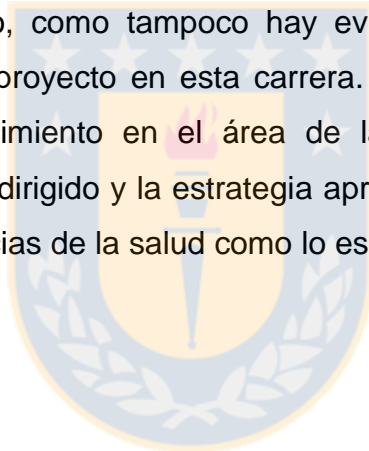 o, como tampoco hay ev
proyecto en esta carrera.
imiento en el área de l
dirigido y la estrategia apr
cias de la salud como lo es